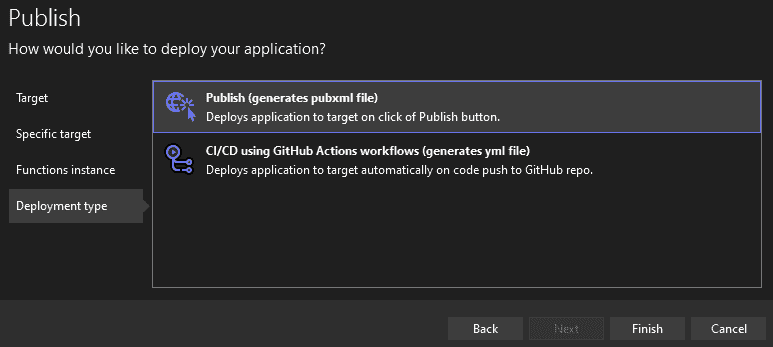 Publish
How would you like to deploy your application?
Target
Specific target
Functions instance
Deployment type
Publish (generates pubxml file)
Deploys application to target on click of Publish button.
CI/CD using GitHub Actions workflows (generates yml file)
Deploys application to target automatically on code push to GitHub repo.
Back
Next
Finish
Cancel